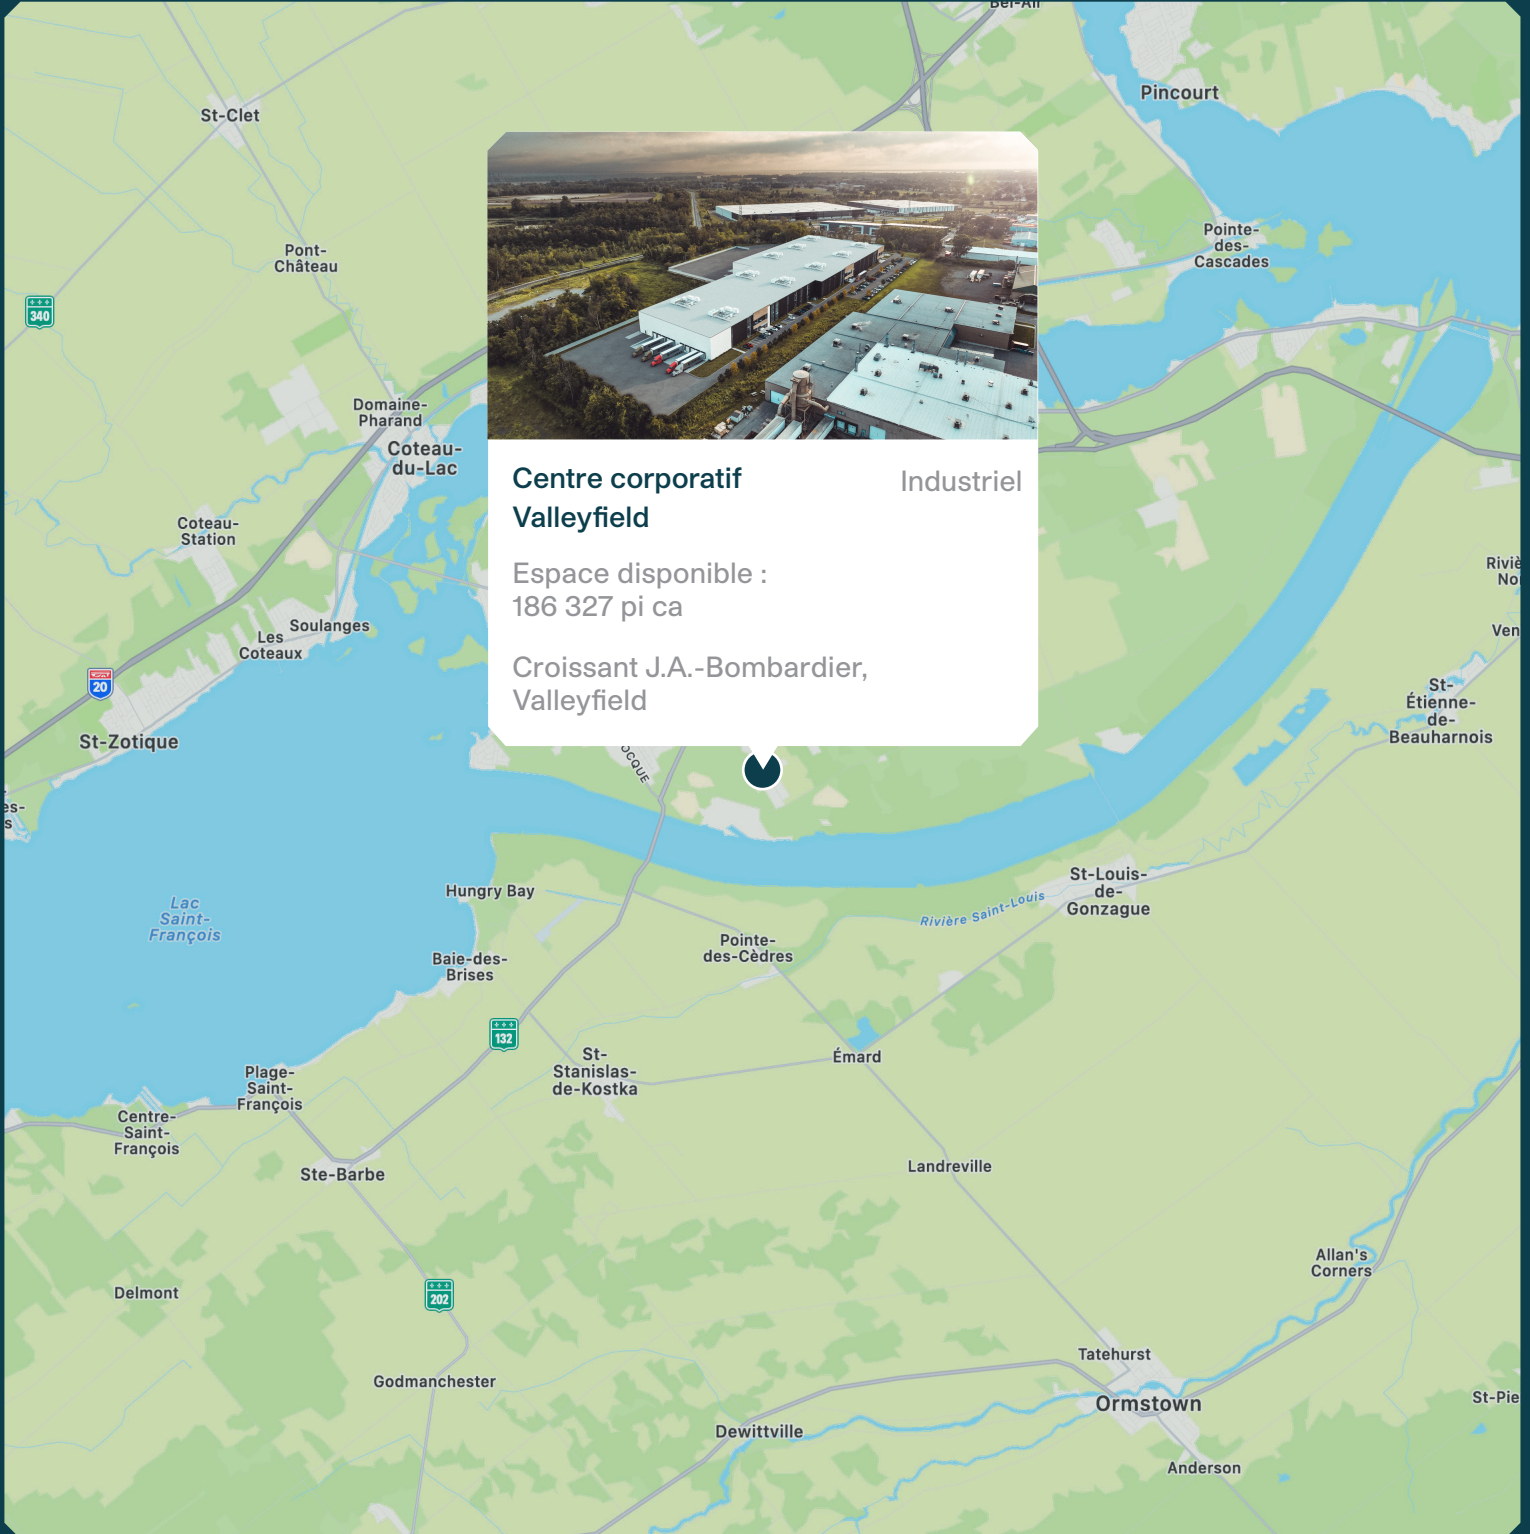 Bel-Air
Pincourt
St-Clet
Pointe-
des-
Cascades
Pont-
Château
340
Domaine-
Pharand
Coteau-
du-Lac
Centre corporatif
Valleyfield
Industriel
Espace disponible :
186 327 pi ca
Croissant J.A.-Bombardier,
Valleyfield
Coteau-
Station
Soulanges
Les
Coteaux
20
St-Zotique
St-
Étienne-
de-
Beauharnois
Hungry Bay
St-Louis-
de-
Gonzague
Rivière Saint-Louis
Lac
Saint-
François
Pointe-
des-Cèdres
Baie-des-
Brises
132
Émard
St-
Stanislas-
de-Kostka
Plage-
Saint-
François
Centre-
Saint-
François
Ste-Barbe
Landreville
Allan's
Corners
Delmont
202
Tatehurst
Godmanchester
Ormstown
St-Pie
Dewittville
Anderson